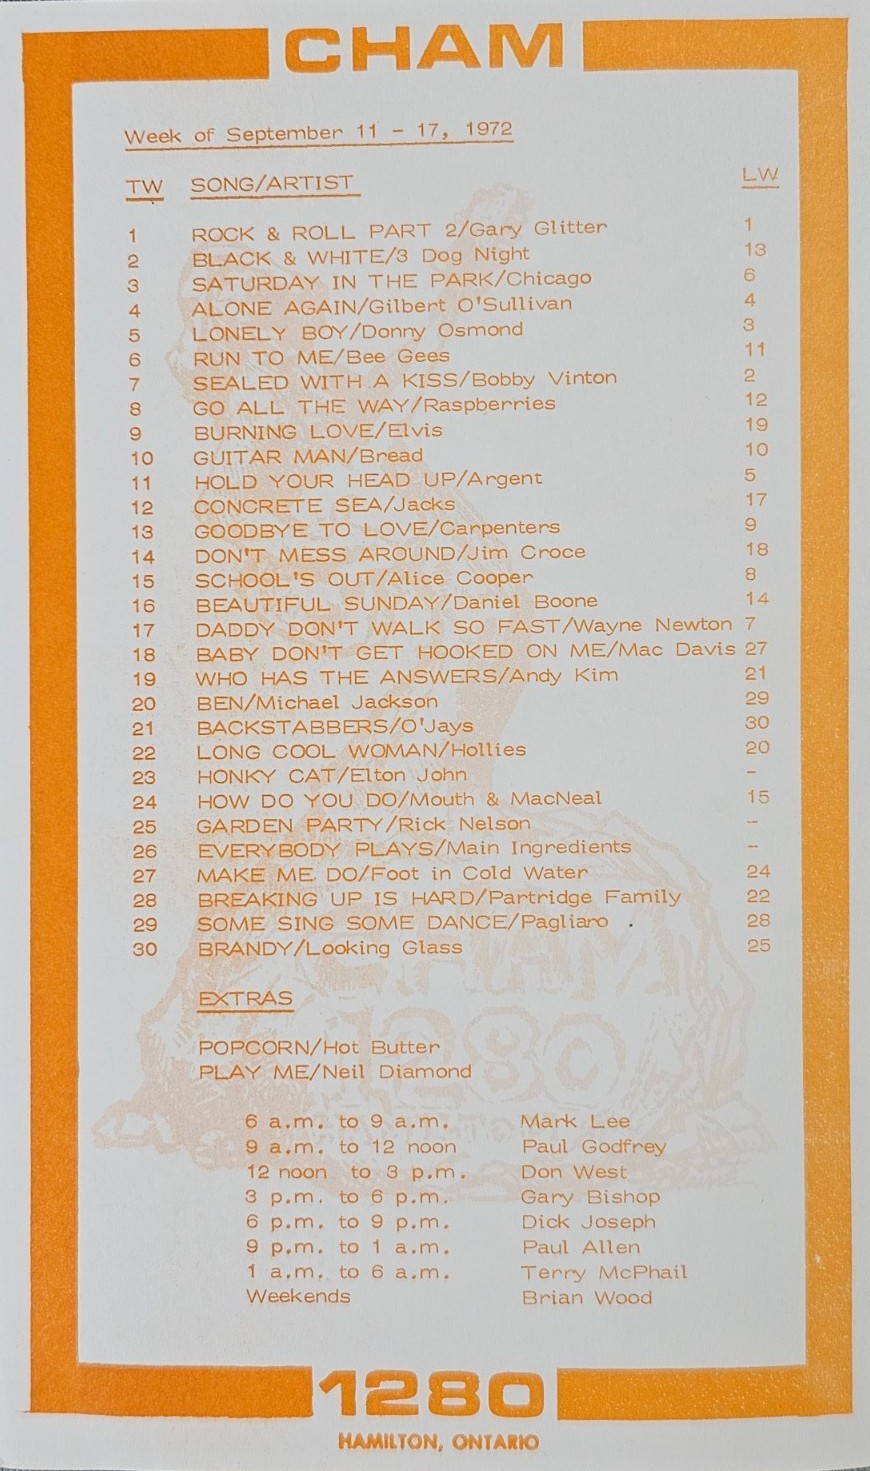 CHAM
Week of September 11 - 17, 1972
TW SONG/ARTIST LW
1 ROCK & ROLL PART 2/Gary Glitter 1
2 BLACK & WHITE/3 Dog Night 13
3 SATURDAY IN THE PARK/Chicago 6
4 ALONE AGAIN/Gilbert O'Sullivan 4
5 LONELY BOY/Donny Osmond 3
6 RUN TO ME/Bee Gees 11
7 SEALED WITH A KISS/Bobby Vinton 2
8 GO ALL THE WAY/Raspberries 12
9 BURNING LOVE/Elvis 19
10 GUITAR MAN/Bread 10
11 HOLD YOUR HEAD UP/Argent 5
12 CONCRETE SEA/Jacks 17
13 GOODBYE TO LOVE/Carpenters 9
14 DON'T MESS AROUND/Jim Croce 18
15 SCHOOL'S OUT/Alice Cooper 8
16 BEAUTIFUL SUNDAY/Daniel Boone 14
17 DADDY DON'T WALK SO FAST/Wayne Newton 7
18 BABY DON'T GET HOOKED ON ME/Mac Davis 27
19 WHO HAS THE ANSWERS/Andy Kim 21
20 BEN/Michael Jackson 29
21 BACKSTABBERS/O'Jays 30
22 LONG COOL WOMAN/Hollies 20
23 HONKY CAT/Elton John -
24 HOW DO YOU DO/Mouth & MacNeal 15
25 GARDEN PARTY/Rick Nelson -
26 EVERYBODY PLAYS/Main Ingredients -
27 MAKE ME DO/Foot in Cold Water 24
28 BREAKING UP IS HARD/Partridge Family 22
29 SOME SING SOME DANCE/Pagliaro 28
30 BRANDY/Looking Glass 25
EXTRAS
POPCORN/Hot Butter
PLAY ME/Neil Diamond
CHAM
1280
6 a.m. to 9 a.m. Mark Lee
9 a.m. to 12 noon Paul Godfrey
12 noon to 3 p.m. Don West
3 p.m. to 6 p.m. Gary Bishop
6 p.m. to 9 p.m. Dick Joseph
9 p.m. to 1 a.m. Paul Allen
1 a.m. to 6 a.m. Terry McPhail
Weekends Brian Wood
1280
HAMILTON, ONTARIO